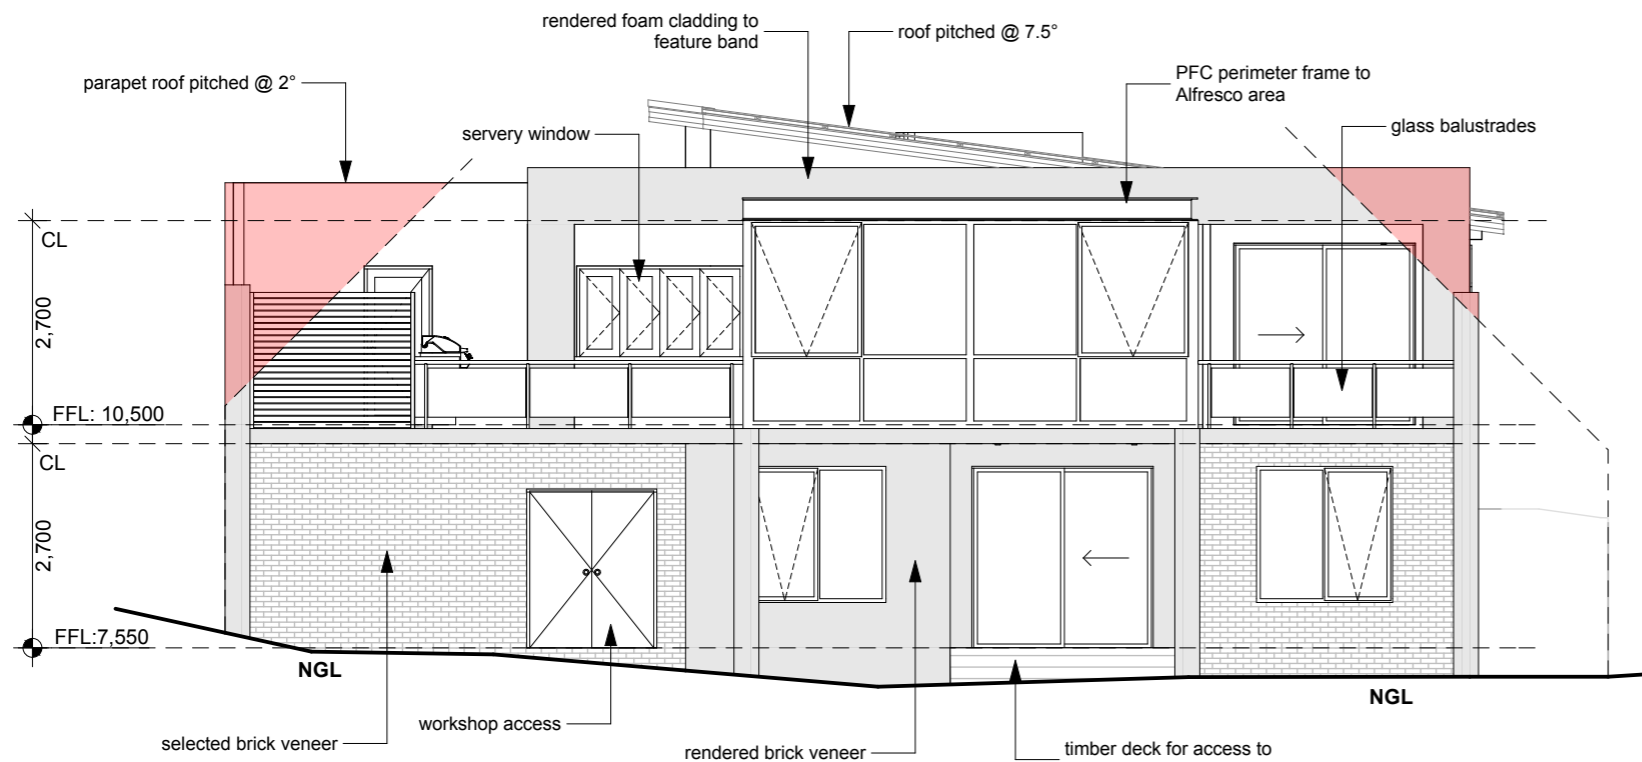 rendered foam cladding to
feature band
roof pitched @ 7.5°
parapet roof pitched @ 2°
PFC perimeter frame to
Alfresco area
servery window
glass balustrades
CL
2,700
FFL: 10,500
CL
2,700
FFL:7,550
NGL
NGL
workshop access
selected brick veneer
rendered brick veneer
timber deck for access to